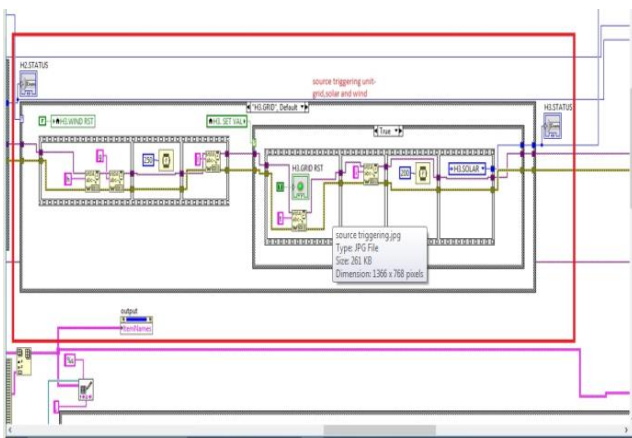 H2.STATUS
source triggering unit-
grid,solar and wind
"H3.GRID", Default
H3.STATUS
F
H3.WIND RST
H3. SET VAL
True
250
H3.GRID RST
200
H3.SOLAR
source triggering.jpg
Type: JPG File
Size: 261 KB
Dimension: 1366 x 768 pixels
output
ItemNames